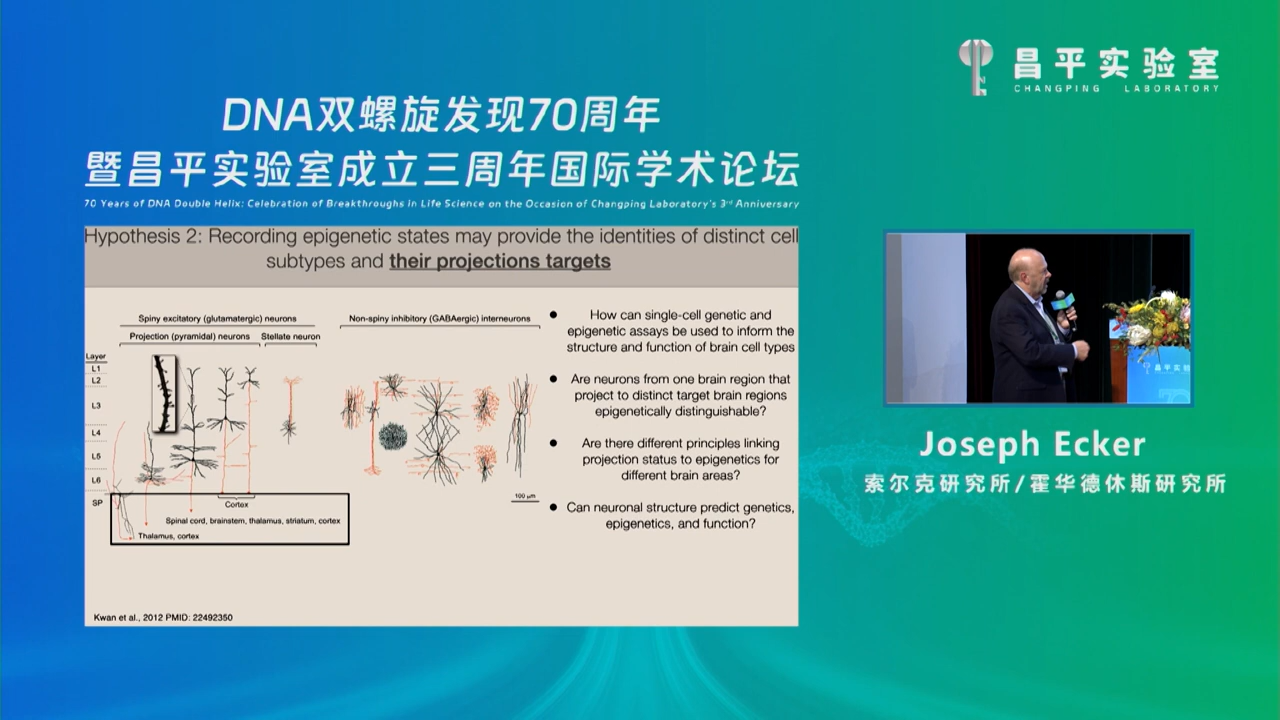 昌平实验室
CHANGPING LABORATORY
DNA双螺旋发现70周年
暨昌平实验室成立三周年国际学术论坛
70 Years of DNA Double Helix: Celebration of Breakthroughs in Life Science on the Occasion of Changping Laboratory's 3rd Anniversary
Hypothesis 2: Recording epigenetic states may provide the identities of distinct cell
subtypes and their projections targets
Spiny excitatory (glutamatergic) neurons
Non-spiny inhibitory (GABAergic) interneurons
Projection (pyramidal) neurons
Stellate neuron
Layer
L1
L2
L3
L4
L5
L6
SP
Cortex
Spinal cord, brainstem, thalamus, striatum, cortex
Thalamus, cortex
100 μm
Kwan et al., 2012 PMID: 22492350
● How can single-cell genetic and
epigenetic assays be used to inform the
structure and function of brain cell types
● Are neurons from one brain region that
project to distinct target brain regions
epigenetically distinguishable?
● Are there different principles linking
projection status to epigenetics for
different brain areas?
● Can neuronal structure predict genetics,
epigenetics, and function?
昌平实验
70
Joseph Ecker
索尔克研究所/霍华德休斯研究所